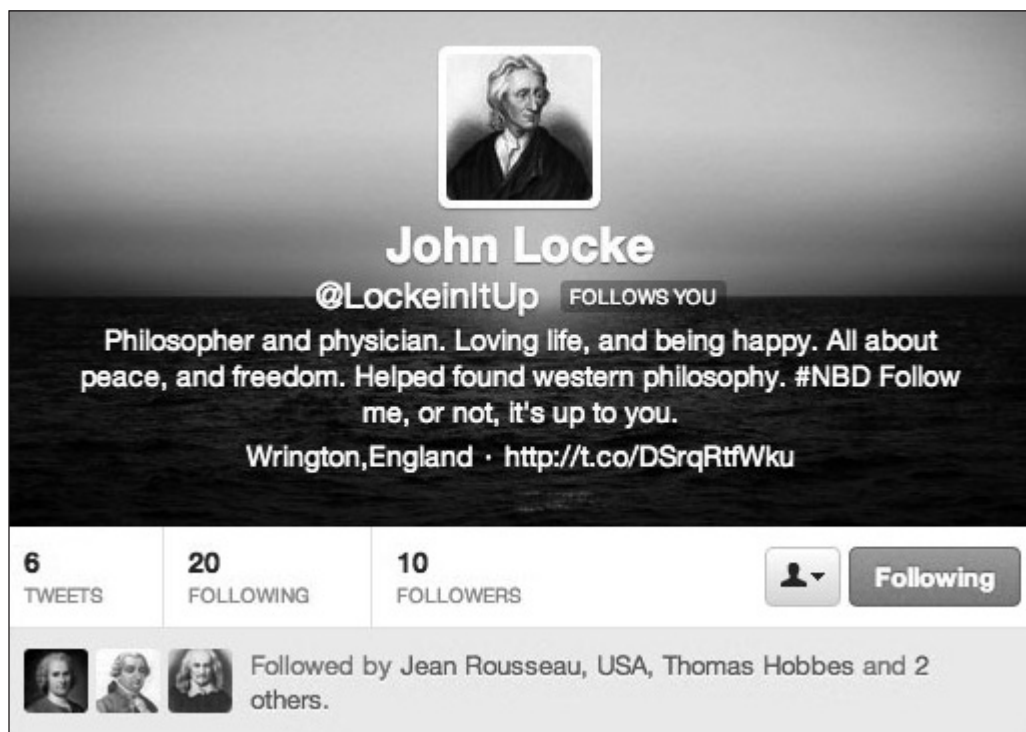 John Locke
@LockeinItUp FOLLOWS YOU
Philosopher and physician. Loving life, and being happy. All about
peace, and freedom. Helped found western philosophy. #NBD Follow
me, or not, it's up to you.
Wrington,England · http://t.co/DSrqRtfWku
6 20 10
TWEETS FOLLOWING FOLLOWERS
Following
Followed by Jean Rousseau, USA, Thomas Hobbes and 2
others.